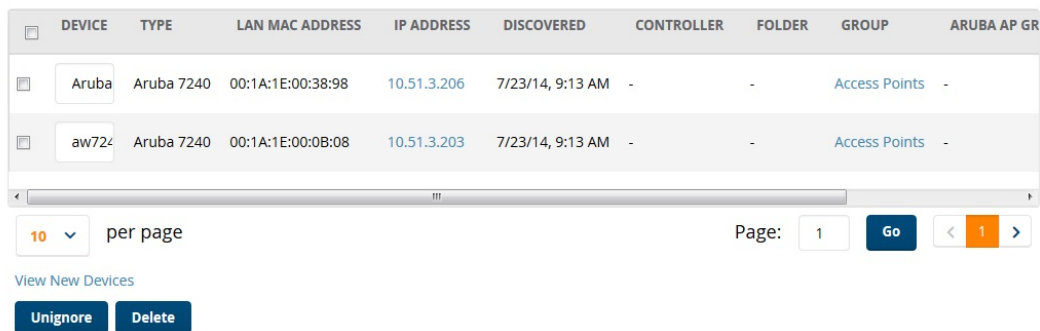 DEVICE TYPE LAN MAC ADDRESS IP ADDRESS DISCOVERED CONTROLLER FOLDER GROUP ARUBA AP GR
Aruba Aruba 7240 00:1A:1E:00:38:98 10.51.3.206 7/23/14, 9:13 AM - - Access Points -
aw724 Aruba 7240 00:1A:1E:00:0B:08 10.51.3.203 7/23/14, 9:13 AM - - Access Points -
10 per page Page: 1 Go < 1 >
View New Devices
Unignore Delete